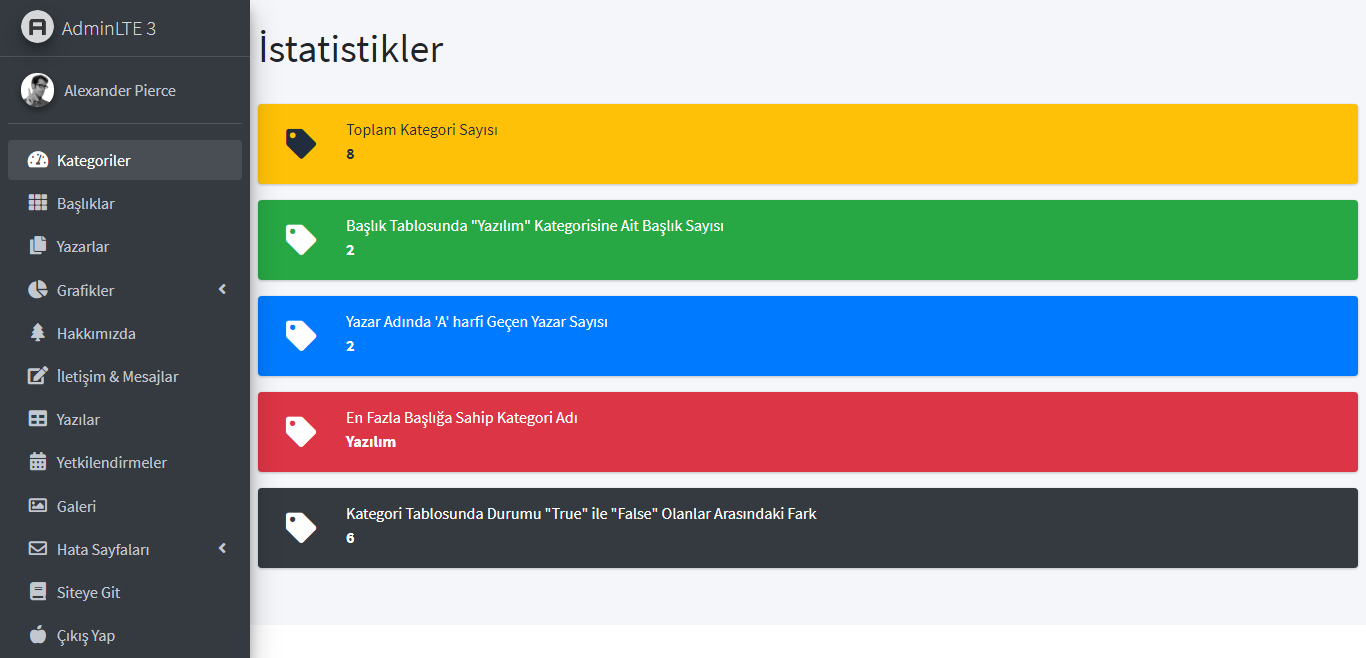 AdminLTE 3
Alexander Pierce
Kategoriler
Başlıklar
Yazarlar
Grafikler
Hakkımızda
İletişim & Mesajlar
Yazılar
Yetkilendirmeler
Galeri
Hata Sayfaları
Siteye Git
Çıkış Yap
İstatistikler
Toplam Kategori Sayısı
8
Başlık Tablosunda "Yazılım" Kategorisine Ait Başlık Sayısı
2
Yazar Adında 'A' harfi Geçen Yazar Sayısı
2
En Fazla Başlığa Sahip Kategori Adı
Yazılım
Kategori Tablosunda Durumu "True" ile "False" Olanlar Arasındaki Fark
6